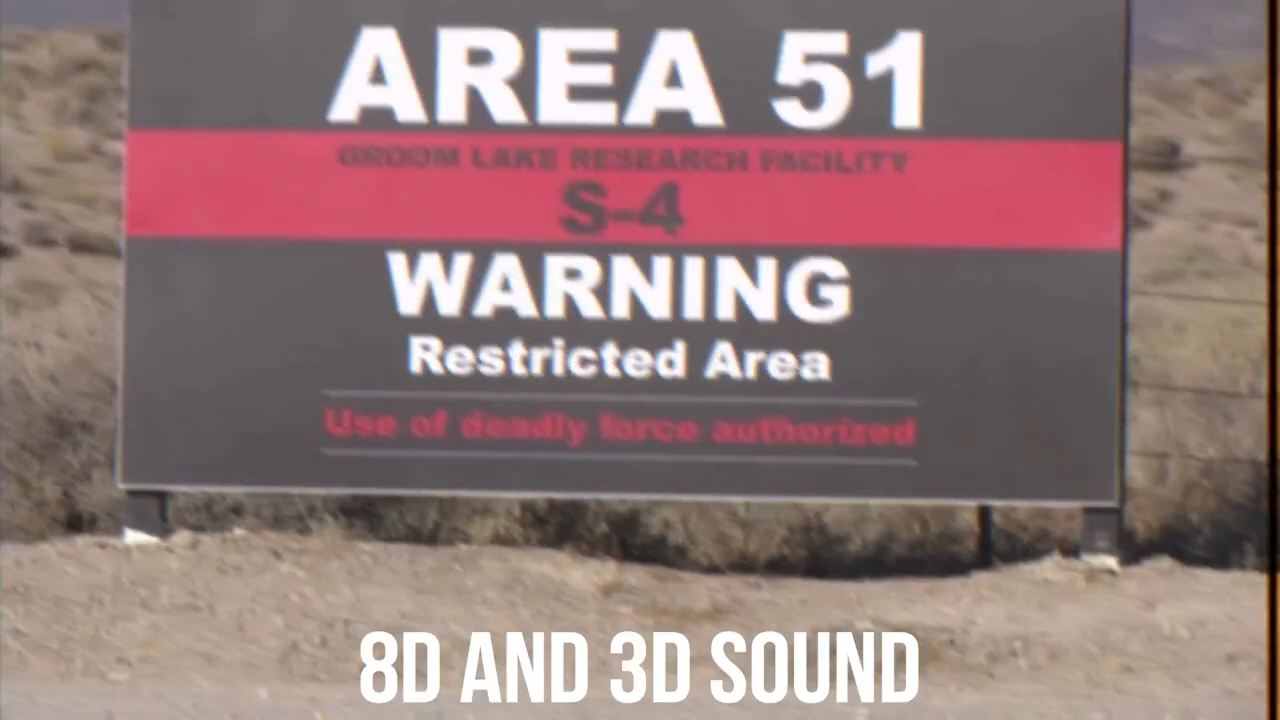 AREA 51
GROOM LAKE RESEARCH FACILITY
S-4
WARNING
Restricted Area
Use of deadly force authorized
8D AND 3D SOUND